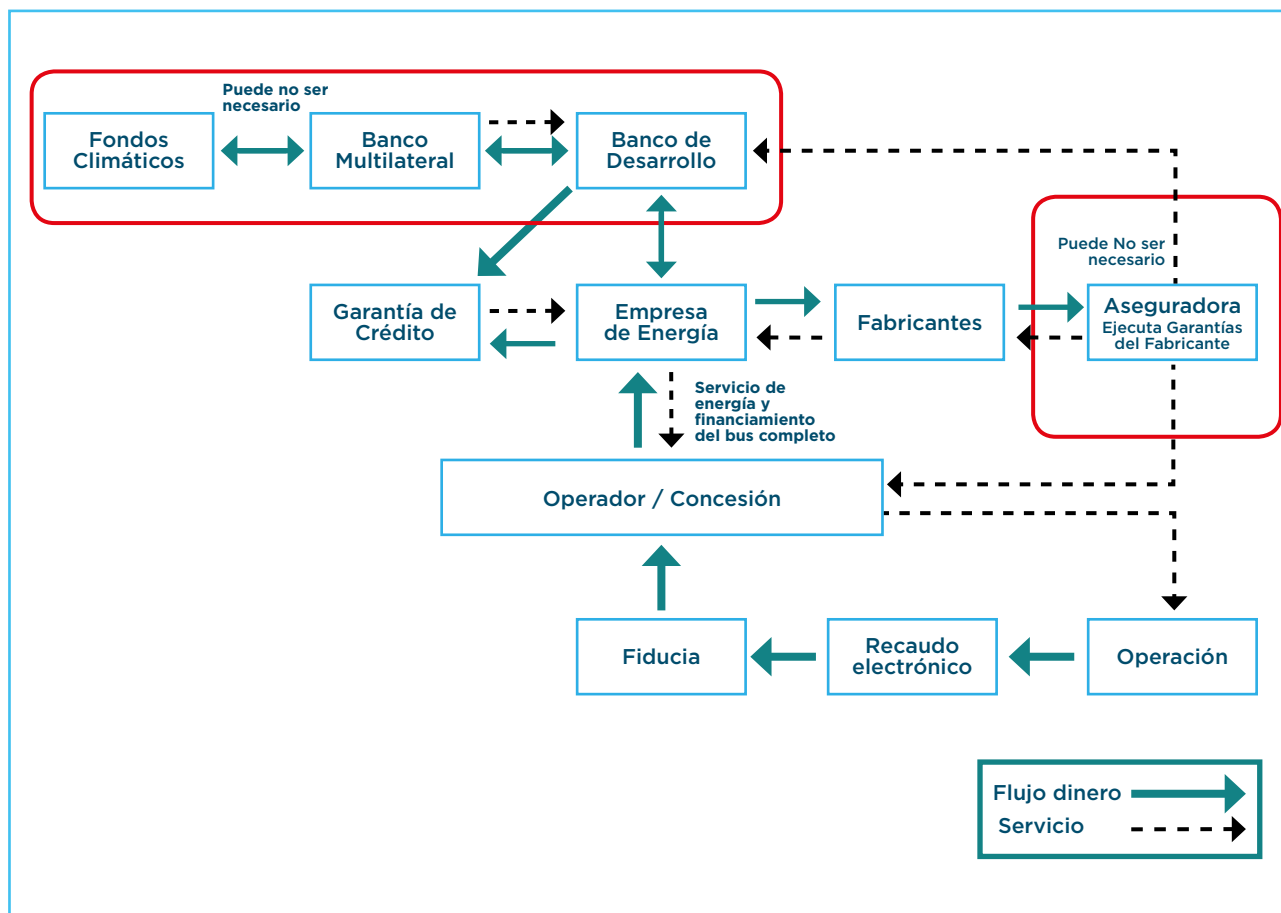 Puede no ser
necesario
Fondos
Climáticos
Banco
Multilateral
Banco de
Desarrollo
Puede No ser
necesario
Garantía de
Crédito
Empresa
de Energía
Fabricantes
Aseguradora
Ejecuta Garantías
del Fabricante
Servicio de
energía y
financiamiento
del bus completo
Operador / Concesión
Fiducia
Recaudo
electrónico
Operación
Flujo dinero
Servicio